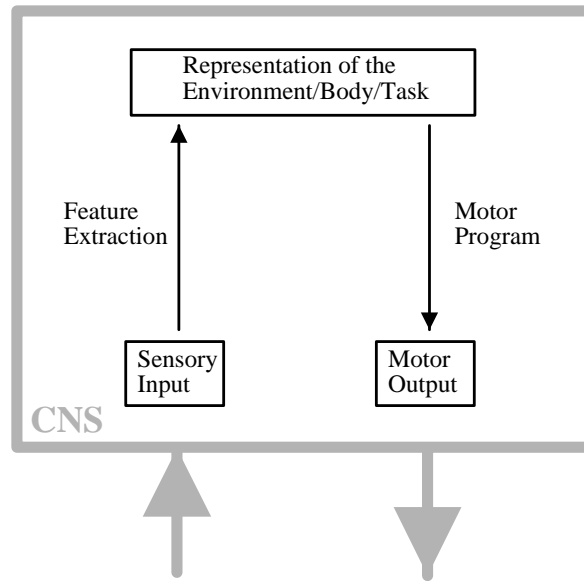 Representation of the
Environment/Body/Task
Feature
Extraction
Motor
Program
Sensory
Input
Motor
Output
CNS